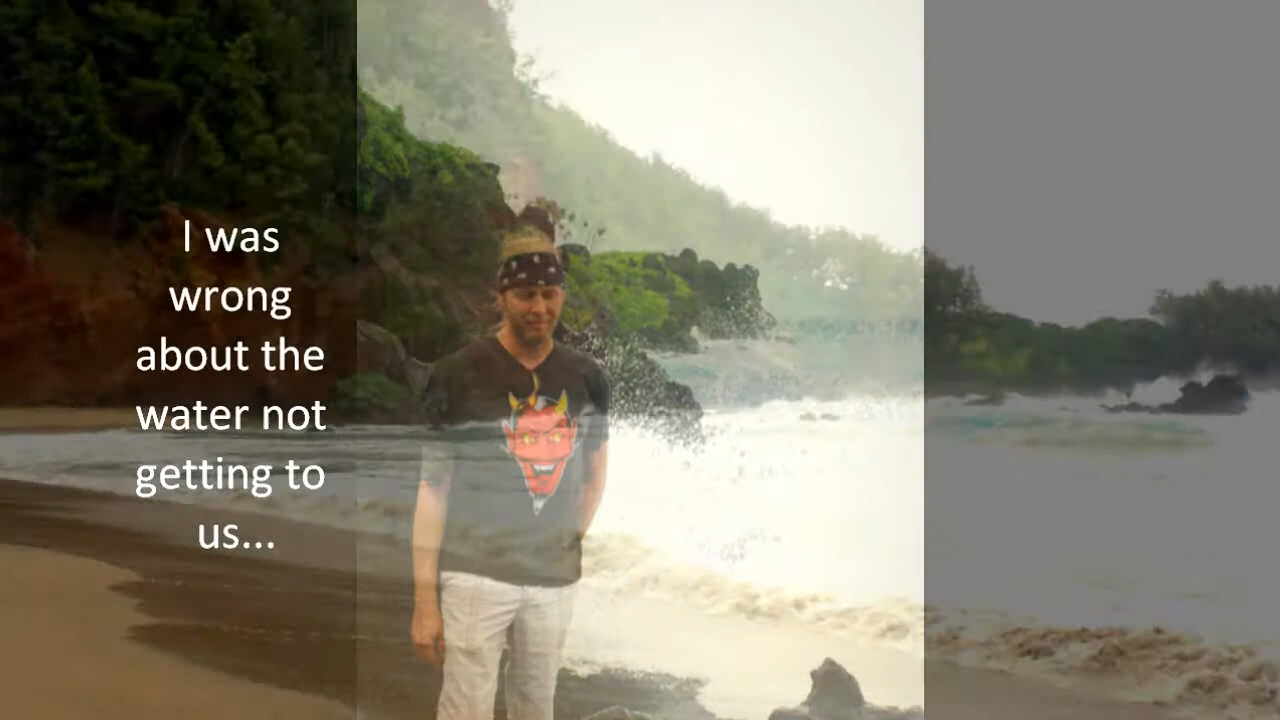 I was
wrong
about the
water not
getting to
us...